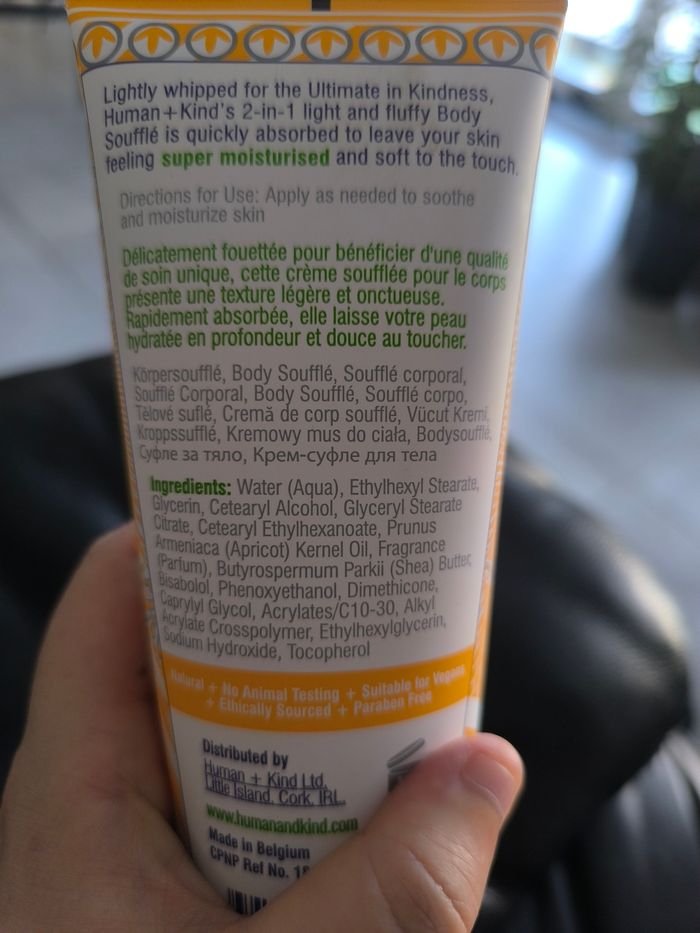 Lightly whipped for the Ultimate in Kindness,
Human+Kind's 2-in-1 light and fluffy Body
Soufflé is quickly absorbed to leave your skin
feeling super moisturised and soft to the touch.
Directions for Use: Apply as needed to soothe
and moisturize skin
Délicatement fouettée pour bénéficier d'une qualité
de soin unique, cette crème soufflée pour le corps
présente une texture légère et onctueuse.
Rapidement absorbée, elle laisse votre peau
hydratée en profondeur et douce au toucher.
Körpersoufflé, Body Soufflé, Soufflé corporal,
Soufflé Corporal, Body Soufflé, Soufflé corpo,
Tělové suflé, Cremă de corp soufflé, Vücut Kremi,
Kroppssufflé, Kremowy mus do ciała, Bodysoufflé,
Суфле за тяло, Крем-суфле для тела
Ingredients: Water (Aqua), Ethylhexyl Stearate,
Glycerin, Cetearyl Alcohol, Glyceryl Stearate
Citrate, Cetearyl Ethylhexanoate, Prunus
Armeniaca (Apricot) Kernel Oil, Fragrance
(Parfum), Butyrospermum Parkii (Shea) Butter,
Bisabolol, Phenoxyethanol, Dimethicone,
Caprylyl Glycol, Acrylates/C10-30, Alkyl
Acrylate Crosspolymer, Ethylhexylglycerin,
Sodium Hydroxide, Tocopherol
Natural + No Animal Testing + Suitable for Vegans
+ Ethically Sourced + Paraben Free
Distributed by
Human + Kind Ltd,
Little Island, Cork, IRL.
www.humanandkind.com
Made in Belgium
CPNP Ref No.